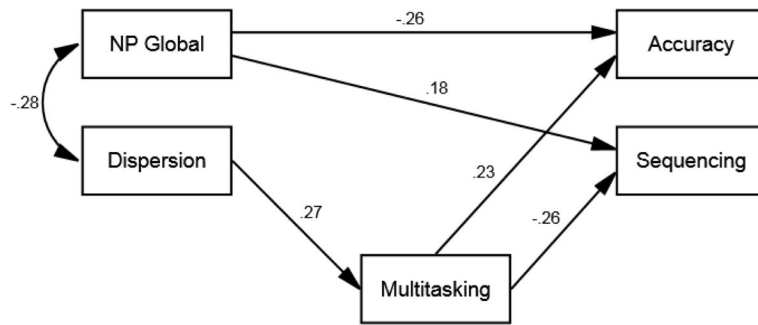 -.26
NP Global
Accuracy
-.28
.18
Dispersion
Sequencing
.23
.27
-.26
Multitasking